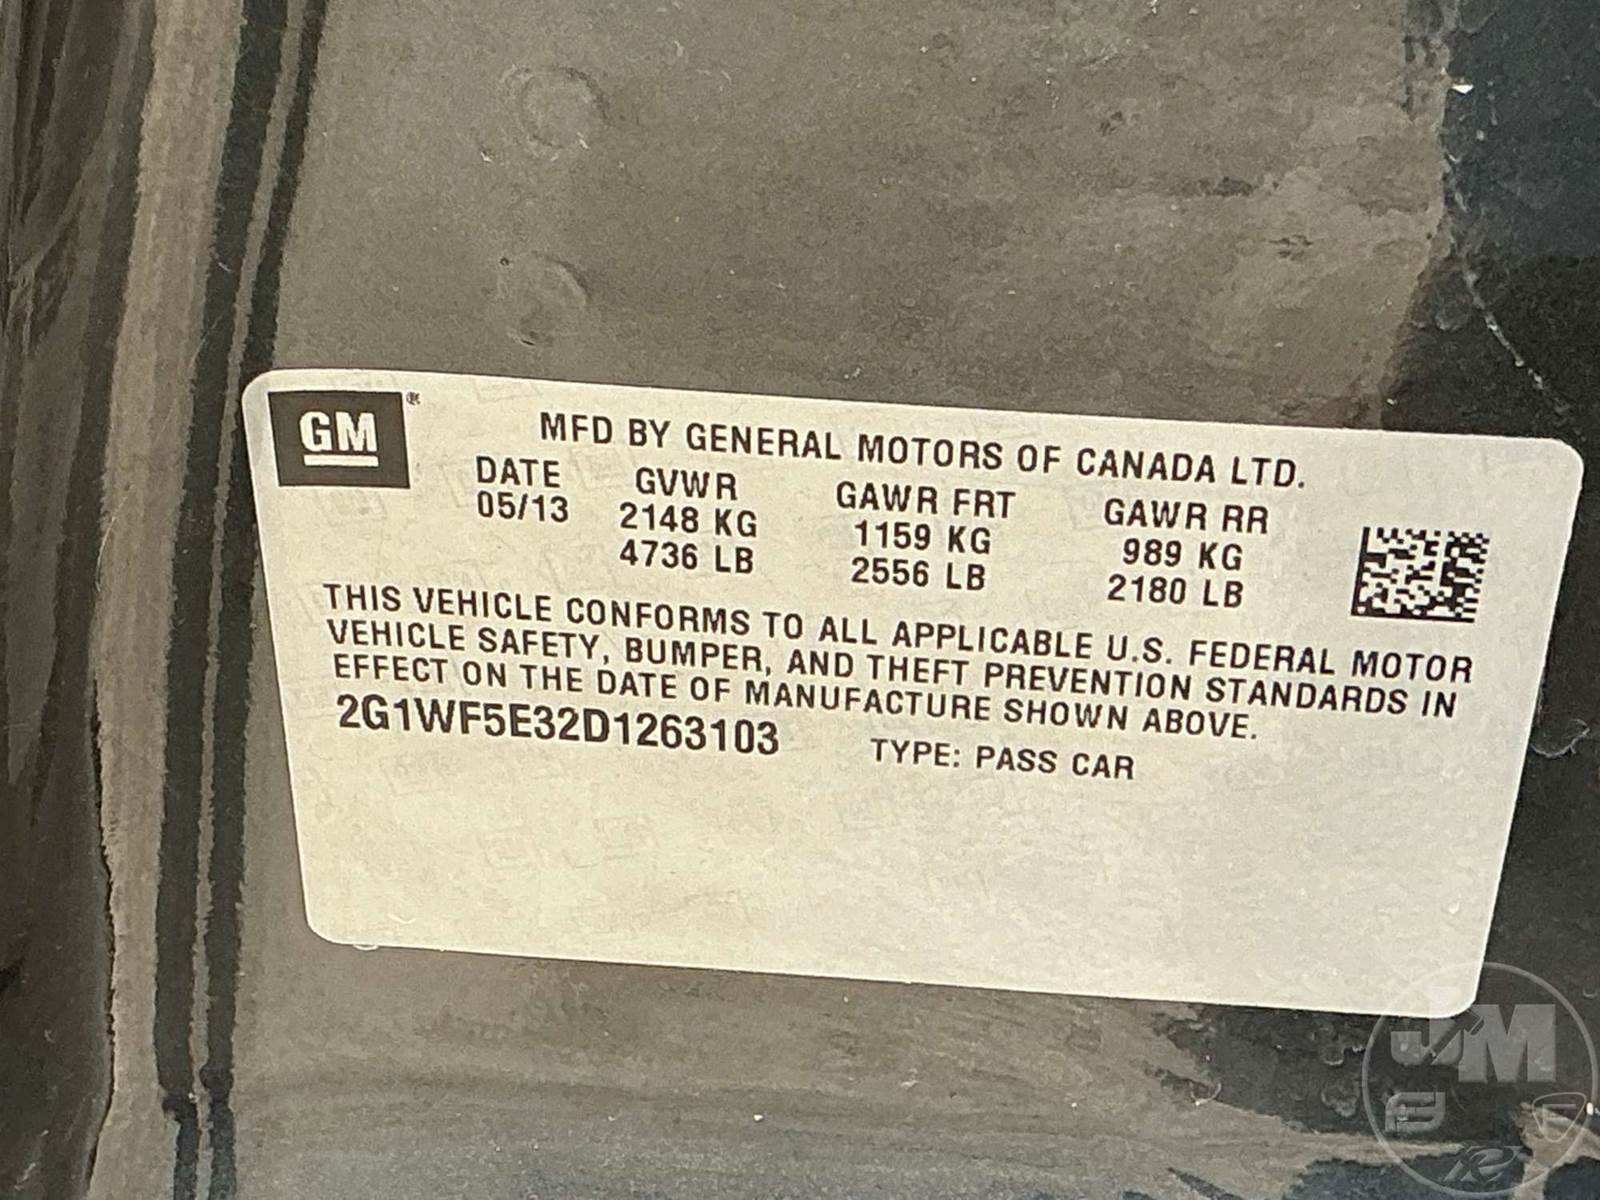 GM ®
MFD BY GENERAL MOTORS OF CANADA LTD.
DATE GVWR GAWR FRT GAWR RR
05/13 2148 KG 1159 KG 989 KG
4736 LB 2556 LB 2180 LB
THIS VEHICLE CONFORMS TO ALL APPLICABLE U.S. FEDERAL MOTOR
VEHICLE SAFETY, BUMPER, AND THEFT PREVENTION STANDARDS IN
EFFECT ON THE DATE OF MANUFACTURE SHOWN ABOVE.
2G1WF5E32D1263103 TYPE: PASS CAR
JM